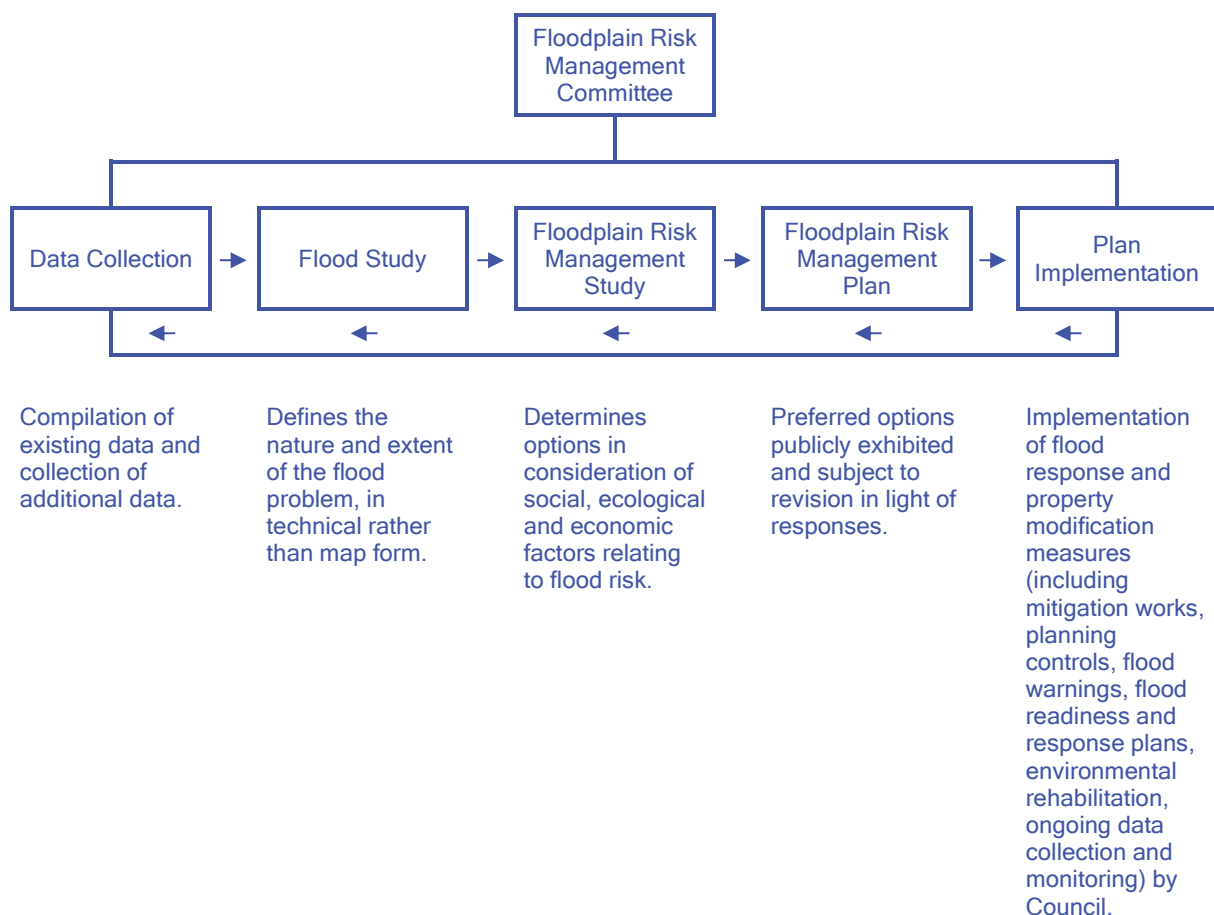 Floodplain Risk
Management
Committee
Data Collection
Flood Study
Floodplain Risk
Management
Study
Floodplain Risk
Management
Plan
Plan
Implementation
Compilation of
existing data and
collection of
additional data.
Defines the
nature and extent
of the flood
problem, in
technical rather
than map form.
Determines
options in
consideration of
social, ecological
and economic
factors relating
to flood risk.
Preferred options
publicly exhibited
and subject to
revision in light of
responses.
Implementation
of flood
response and
property
modification
measures
(including
mitigation works,
planning
controls, flood
warnings, flood
readiness and
response plans,
environmental
rehabilitation,
ongoing data
collection and
monitoring) by
Council.